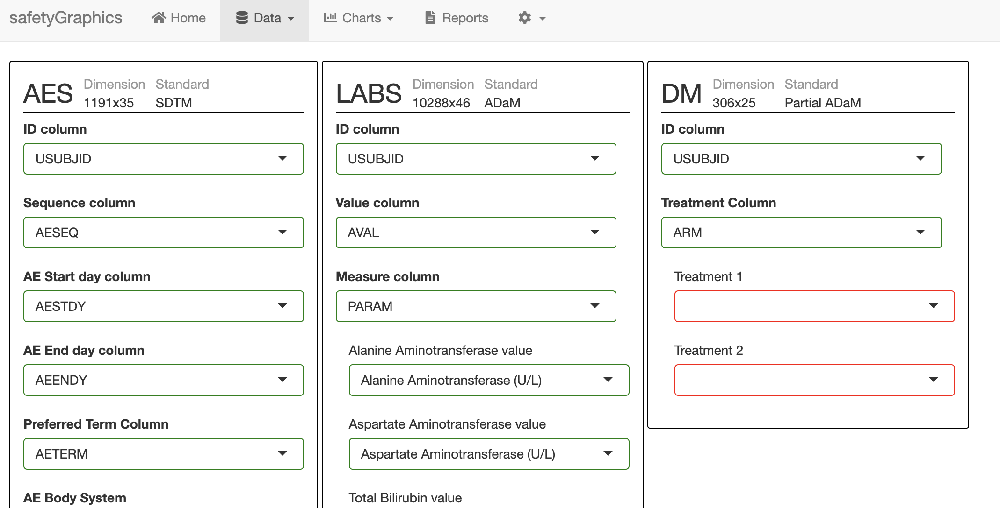 safetyGraphics Home Data Charts Reports
AES Dimension 1191x35 Standard SDTM
ID column
USUBJID
Sequence column
AESEQ
AE Start day column
AESTDY
AE End day column
AEENDY
Preferred Term Column
AETERM
AE Body System
LABS Dimension 10288x46 Standard ADaM
ID column
USUBJID
Value column
AVAL
Measure column
PARAM
Alanine Aminotransferase value
Alanine Aminotransferase (U/L)
Aspartate Aminotransferase value
Aspartate Aminotransferase (U/L)
Total Bilirubin value
DM Dimension 306x25 Standard Partial ADaM
ID column
USUBJID
Treatment Column
ARM
Treatment 1
Treatment 2